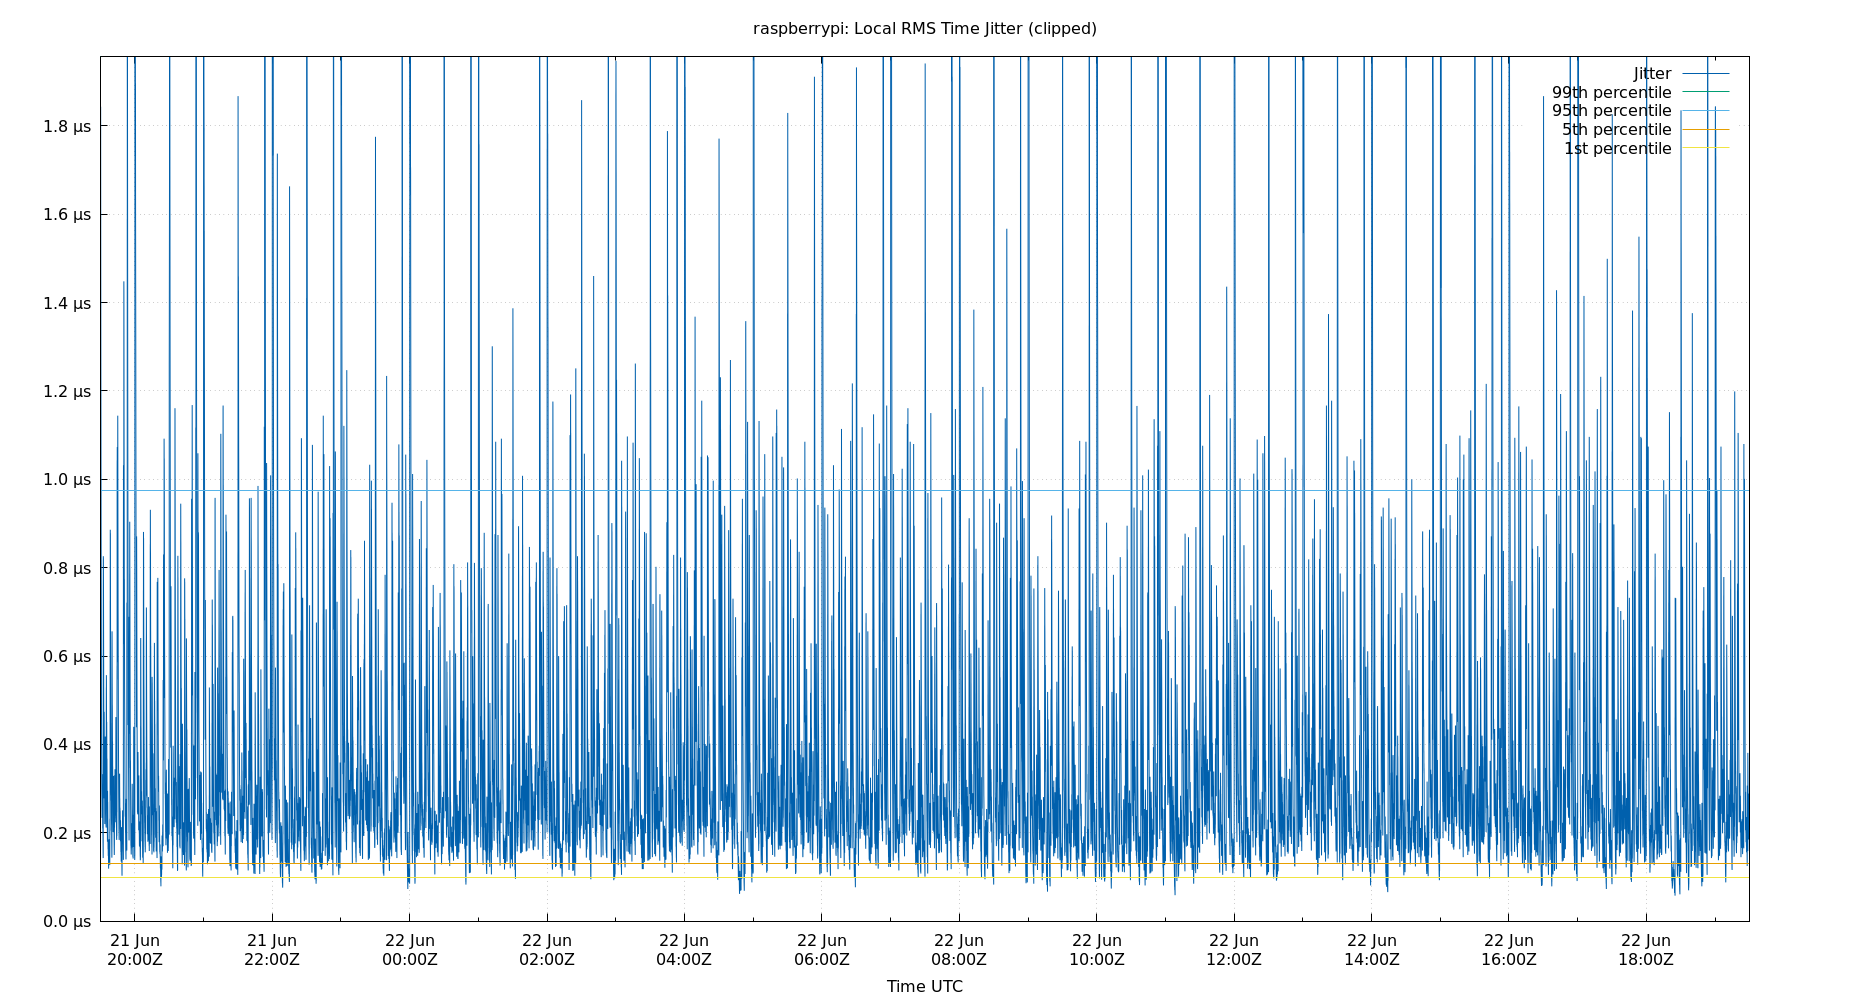 raspberrypi: Local RMS Time Jitter (clipped)
Jitter
99th percentile
95th percentile
5th percentile
1st percentile
1.8 µs
1.6 µs
1.4 µs
1.2 µs
1.0 µs
0.8 µs
0.6 µs
0.4 µs
0.2 µs
0.0 µs
21 Jun 21 Jun 22 Jun 22 Jun 22 Jun 22 Jun 22 Jun 22 Jun 22 Jun 22 Jun 22 Jun 22 Jun
20:00Z 22:00Z 00:00Z 02:00Z 04:00Z 06:00Z 08:00Z 10:00Z 12:00Z 14:00Z 16:00Z 18:00Z
Time UTC